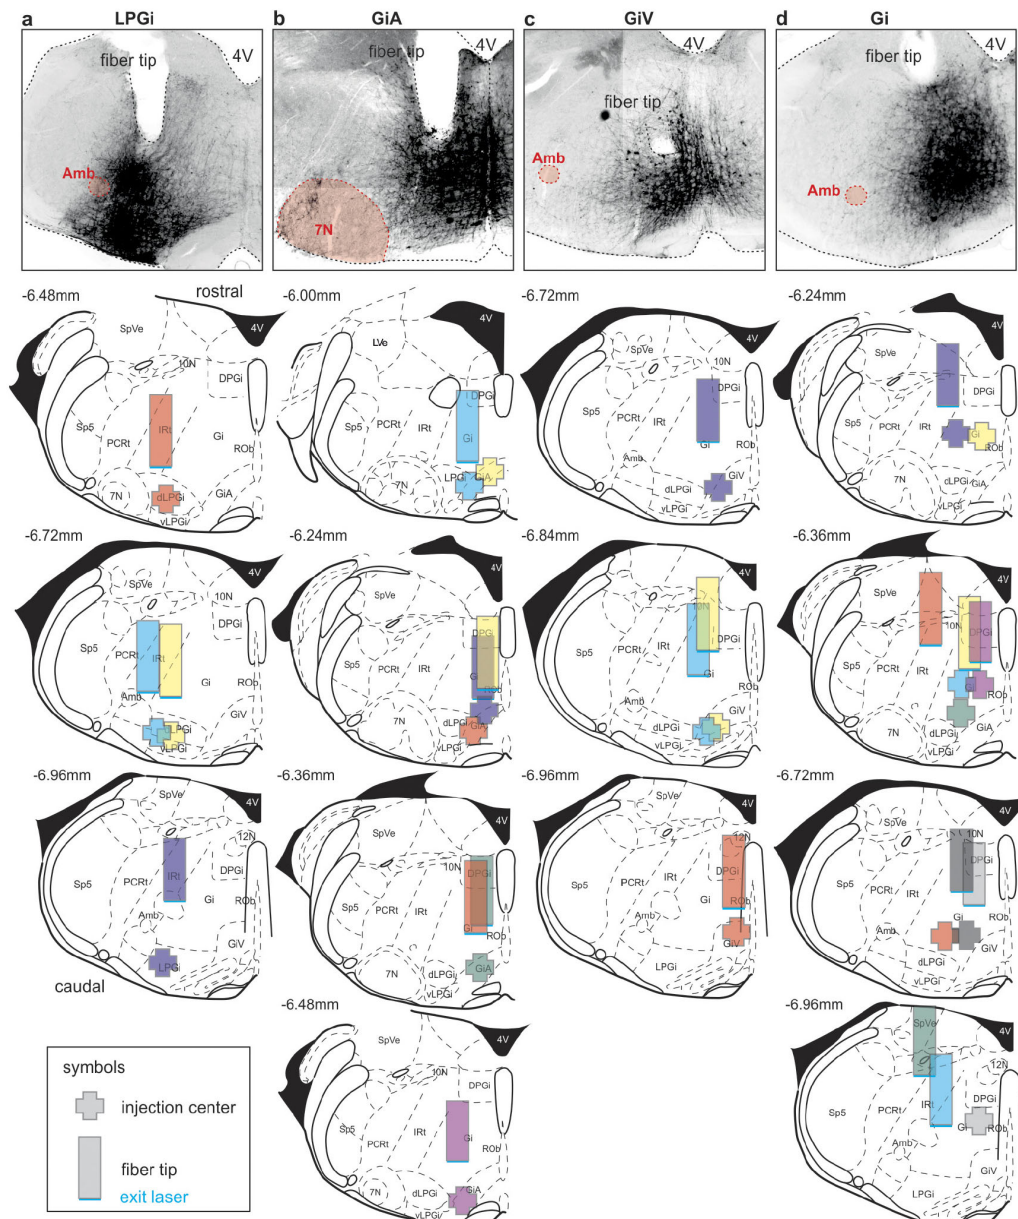 a LPGi b GiA c GiV d Gi
fiber tip 4V
Amb
fiber tip 4V
7N
4V
fiber tip
Amb
fiber tip 4V
Amb
rostral
-6.48mm
SpVe 4V
10N
DPGi
Sp5 IRt
PCRt Gi ROb
7N dLPGi GiA
vLPGi
-6.00mm
4V
LVe
DPGi
Sp5 PCRt IRt Gi
7N LPGi GiA
-6.72mm
4V
SpVe 10N
DPGi
Sp5 PCRt IRt
Gi ROb
Amb
dLPGi GiV
vLPGi
-6.24mm
4V
SpVe
DPGi
Sp5 PCRt IRt Gi
ROb
7N dLPGi GiA
vLPGi
-6.72mm
SpVe 4V
10N
DPGi
Sp5 PCRt IRt
Gi ROb
Amb
GiV
LPGi
vLPGi
-6.24mm
4V
SpVe
DPGi
Sp5 PCRt IRt
ROb
7N dLPGi GiA
vLPGi
-6.84mm
4V
SpVe
10N
DPGi
Sp5 PCRt IRt Gi
ROb
Amb
dLPGi GiV
vLPGi
-6.36mm
4V
SpVe
10N DPGi
Sp5 PCRt IRt
Gi ROb
7N dLPGi GiA
vLPGi
-6.96mm
SpVe
4V
12N
DPGi
Sp5 PCRt IRt
Gi ROb
Amb
GiV
LPGi
caudal
-6.36mm
4V
SpVe
10N DPGi
Sp5 PCRt IRt
Gi ROb
7N dLPGi GiA
vLPGi
-6.96mm
SpVe
4V
12N
DPGi
Sp5 PCRt IRt
ROb
Amb Gi
GiV
LPGi
-6.72mm
4V
SpVe 10N
DPGi
Sp5 PCRt IRt
Gi ROb
Amb
dLPGi GiV
vLPGi
-6.48mm
4V
SpVe
10N DPGi
Sp5 PCRt IRt Gi
ROb
7N dLPGi GiA
vLPGi
-6.96mm
SpVe 4V
12N
DPGi
Sp5 PCRt IRt
Gi ROb
Amb
GiV
LPGi
symbols
injection center
fiber tip
exit laser